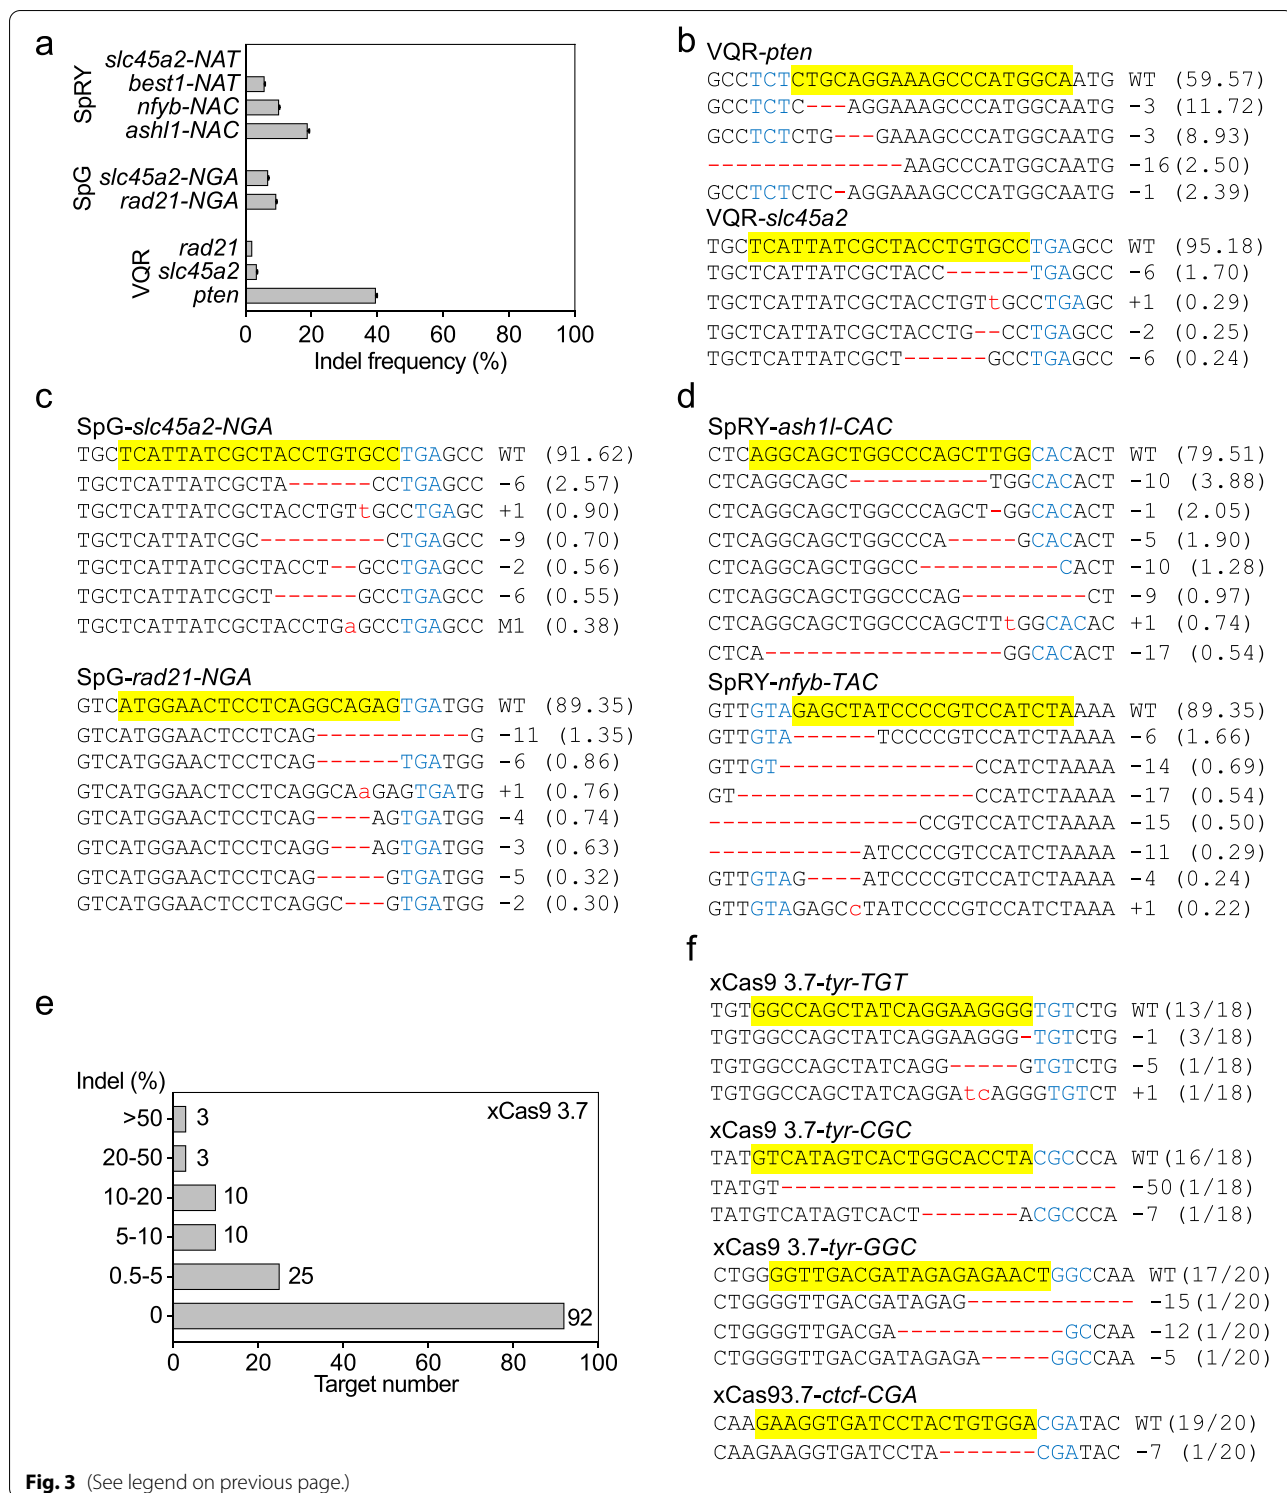 a
SpRY
slc45a2-NAT
best1-NAT
nfyb-NAC
ashl1-NAC
SpG
slc45a2-NGA
rad21-NGA
VQR
rad21
slc45a2
pten
0 20 40 60 80 100
Indel frequency (%)
b
VQR-pten
GCCTCTCTGCAGGAAAGCCCATGGCAATG WT (59.57)
GCCTCTC---AGGAAAGCCCATGGCAATG -3 (11.72)
GCCTCTCTG---GAAAGCCCATGGCAATG -3 (8.93)
--------------AAGCCCATGGCAATG -16(2.50)
GCCTCTCTC-AGGAAAGCCCATGGCAATG -1 (2.39)
VQR-slc45a2
TGCTCATTATCGCTACCTGTGCCTGAGCC WT (95.18)
TGCTCATTATCGCTACC------TGAGCC -6 (1.70)
TGCTCATTATCGCTACCTGTtGCCTGAGC +1 (0.29)
TGCTCATTATCGCTACCTG--CCTGAGCC -2 (0.25)
TGCTCATTATCGCT------GCCTGAGCC -6 (0.24)
c
SpG-slc45a2-NGA
TGCTCATTATCGCTACCTGTGCCTGAGCC WT (91.62)
TGCTCATTATCGCTA------CCTGAGCC -6 (2.57)
TGCTCATTATCGCTACCTGTtGCCTGAGC +1 (0.90)
TGCTCATTATCGC---------CTGAGCC -9 (0.70)
TGCTCATTATCGCTACCT--GCCTGAGCC -2 (0.56)
TGCTCATTATCGCT------GCCTGAGCC -6 (0.55)
TGCTCATTATCGCTACCTGaGCCTGAGCC M1 (0.38)
SpG-rad21-NGA
GTCATGGAACTCCTCAGGCAGAGTGATGG WT (89.35)
GTCATGGAACTCCTCAG-----------G -11 (1.35)
GTCATGGAACTCCTCAG------TGATGG -6 (0.86)
GTCATGGAACTCCTCAGGCAaGAGTGATG +1 (0.76)
GTCATGGAACTCCTCAG----AGTGATGG -4 (0.74)
GTCATGGAACTCCTCAGG---AGTGATGG -3 (0.63)
GTCATGGAACTCCTCAG-----GTGATGG -5 (0.32)
GTCATGGAACTCCTCAGGC---GTGATGG -2 (0.30)
d
SpRY-ash1l-CAC
CTCAGGCAGCTGGCCCAGCTTGGCACACT WT (79.51)
CTCAGGCAGC----------TGGCACACT -10 (3.88)
CTCAGGCAGCTGGCCCAGCT-GGCACACT -1 (2.05)
CTCAGGCAGCTGGCCCA-----GCACACT -5 (1.90)
CTCAGGCAGCTGGCC----------CACT -10 (1.28)
CTCAGGCAGCTGGCCCAG---------CT -9 (0.97)
CTCAGGCAGCTGGCCCAGCTTtGGCACAC +1 (0.74)
CTCA-----------------GGCACACT -17 (0.54)
SpRY-nfyb-TAC
GTTGTAGAGCTATCCCCGTCCATCTAAAA WT (89.35)
GTTGTA------TCCCCGTCCATCTAAAA -6 (1.66)
GTTGT--------------CCATCTAAAA -14 (0.69)
GT-----------------CCATCTAAAA -17 (0.54)
---------------CCGTCCATCTAAAA -15 (0.50)
-----------ATCCCCGTCCATCTAAAA -11 (0.29)
GTTGTAG----ATCCCCGTCCATCTAAAA -4 (0.24)
GTTGTAGAGCcTATCCCCGTCCATCTAAA +1 (0.22)
e
Indel (%)
xCas9 3.7
>50 3
20-50 3
10-20 10
5-10 10
0.5-5 25
0 92
0 20 40 60 80 100
Target number
f
xCas9 3.7-tyr-TGT
TGTGGCCAGCTATCAGGAAGGGGTGTCTG WT(13/18)
TGTGGCCAGCTATCAGGAAGGG-TGTCTG -1 (3/18)
TGTGGCCAGCTATCAGG-----GTGTCTG -5 (1/18)
TGTGGCCAGCTATCAGGAtcAGGGTGTCT +1 (1/18)
xCas9 3.7-tyr-CGC
TATGTCATAGTCACTGGCACCTACGCCCA WT(16/18)
TATGT------------------------ -50(1/18)
TATGTCATAGTCACT-------ACGCCCA -7 (1/18)
xCas9 3.7-tyr-GGC
CTGGGGTTGACGATAGAGAGAACTGGCCAA WT(17/20)
CTGGGGTTGACGATAGAG------------ -15(1/20)
CTGGGGTTGACGA------------GCCAA -12(1/20)
CTGGGGTTGACGATAGAGA-----GGCCAA -5 (1/20)
xCas93.7-ctcf-CGA
CAAGAAGGTGATCCTACTGTGGACGATAC WT(19/20)
CAAGAAGGTGATCCTA-------CGATAC -7 (1/20)
Fig. 3 (See legend on previous page.)